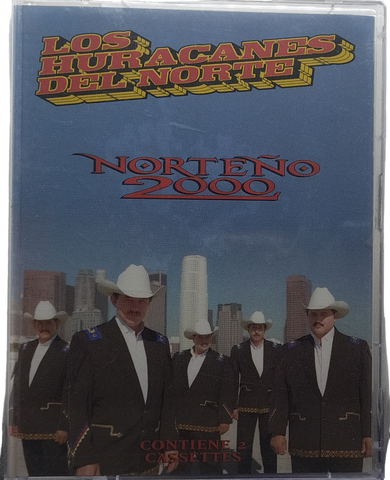 LOS
HURACANES
DEL NORTE
NORTEÑO
2000
CONTIENE 2
CASSETTES